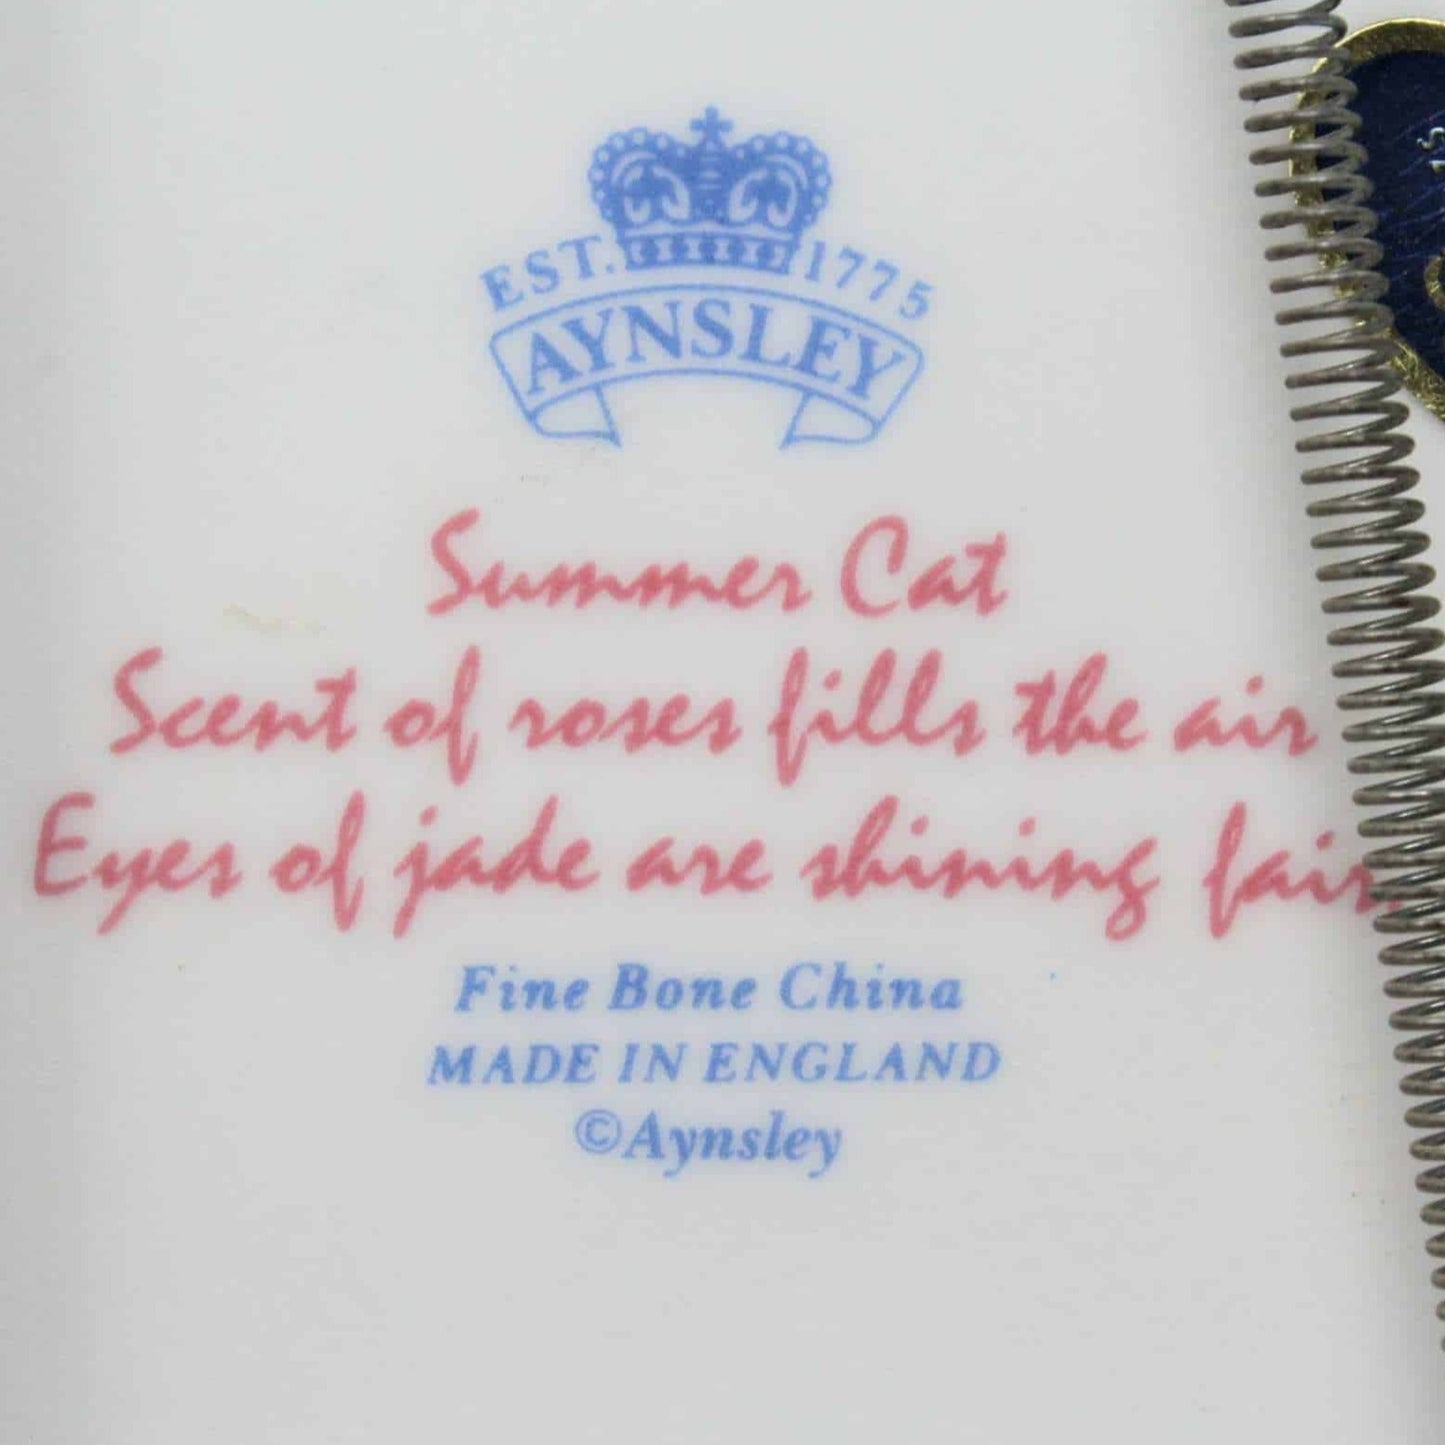 EST. 1775
AYNSLEY
Summer Cat
Scent of roses fills the air
Eyes of jade are shining fair.
Fine Bone China
MADE IN ENGLAND
©Aynsley